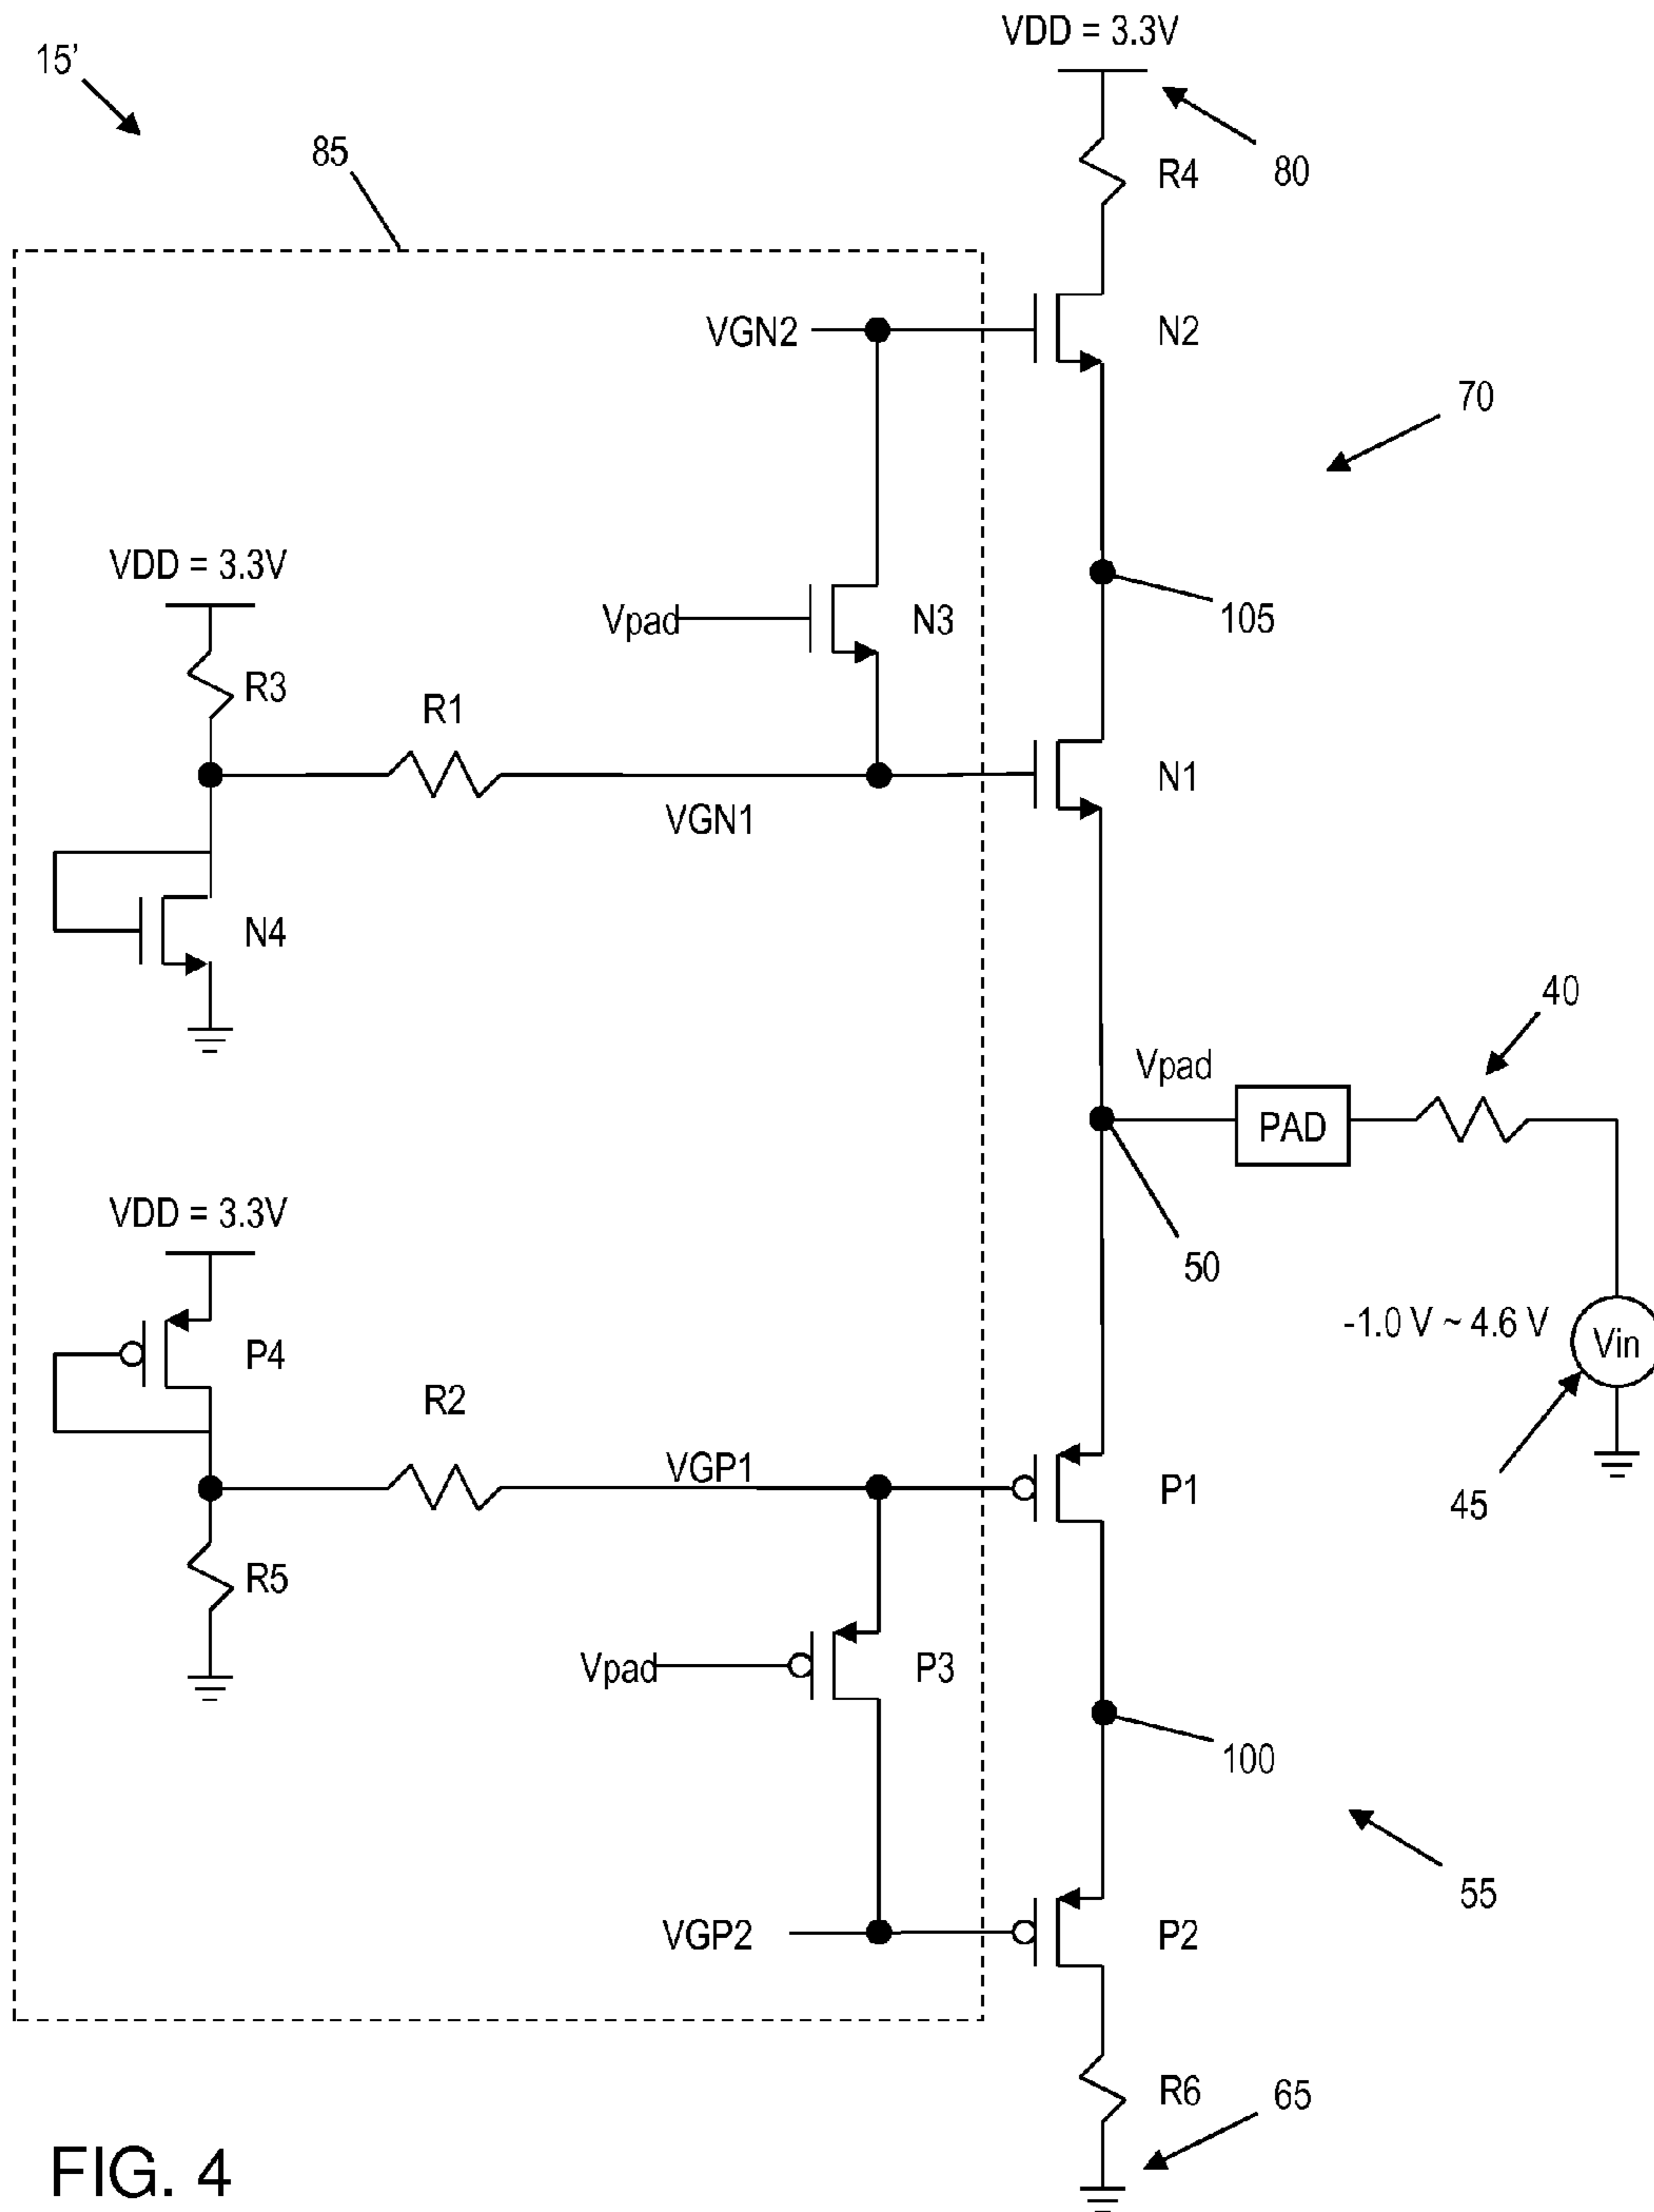 VDD = 3.3V
15’
85
80
R4
VGN2
N2
70
VDD = 3.3V
Vpad
N3
105
R3
R1
N1
VGN1
N4
40
Vpad
PAD
VDD = 3.3V
50
-1.0 V ~ 4.6 V
Vin
P4
R2
VGP1
P1
45
R5
Vpad
P3
100
55
VGP2
P2
R6
65
FIG. 4